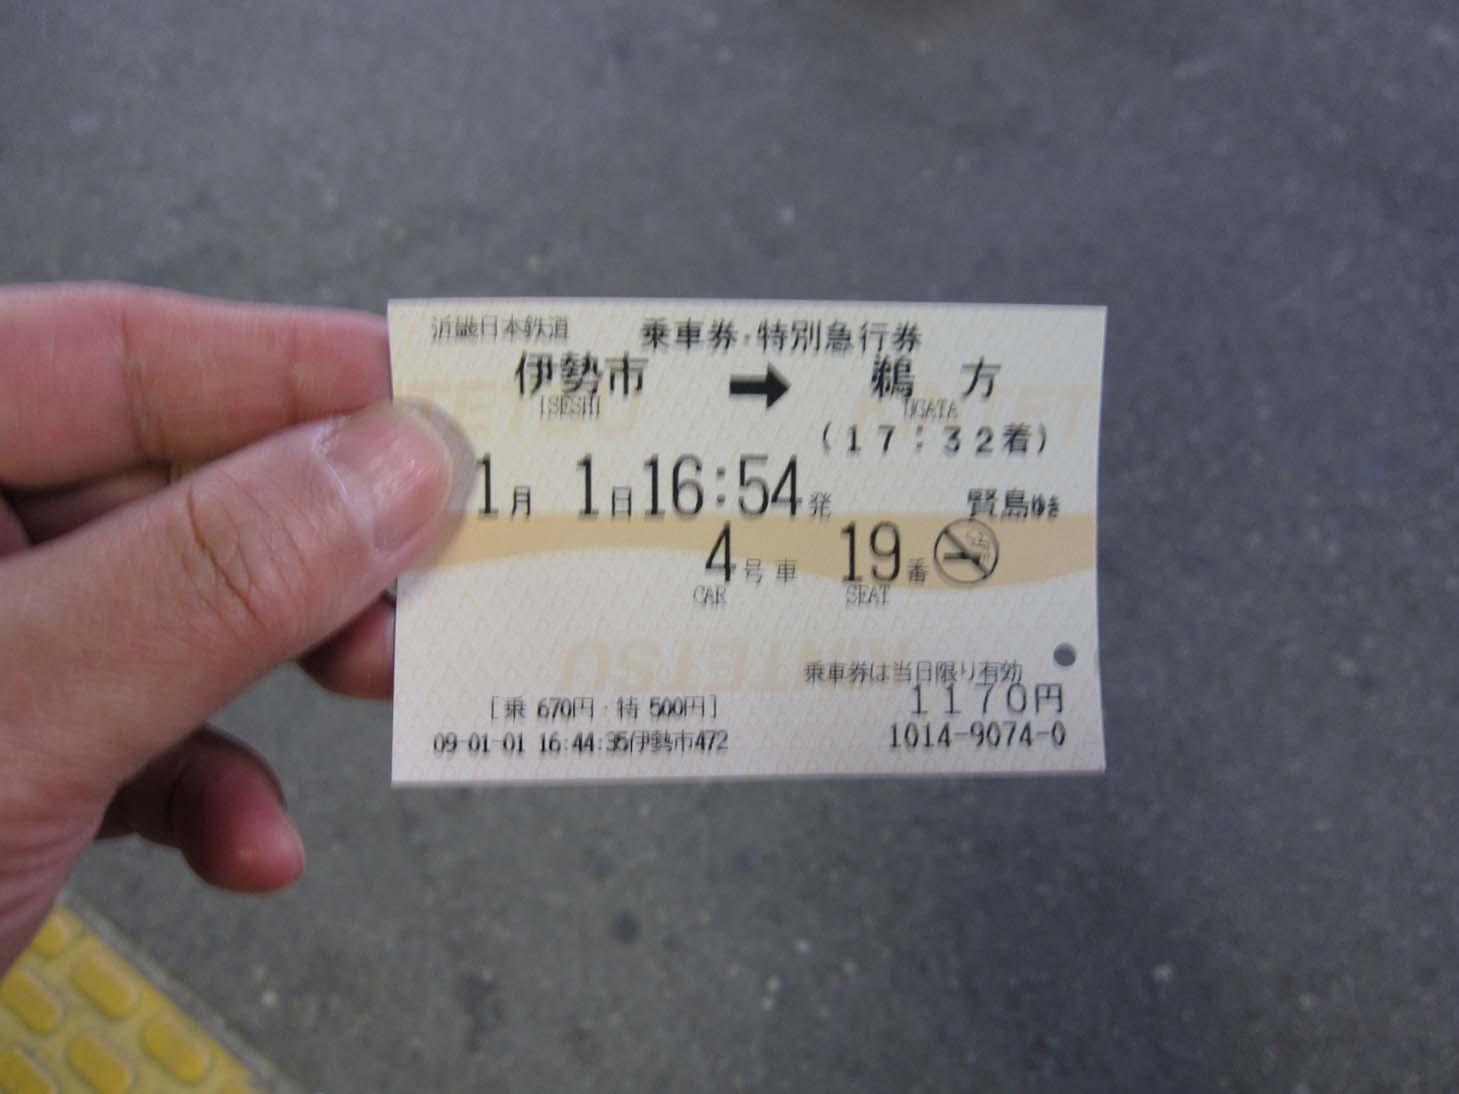 近畿日本鉄道 乗車券・特別急行券
伊勢市 → 鵜方
ISESHI UGATA
(17:32着)
1月 1日 16:54発 賢島ゆき
4号車 19番
CAR SEAT
KINTETSU
乗車券は当日限り有効
[乗 670円・特 500円] 1170円
09-01-01 16:44:35伊勢市472 1014-9074-0